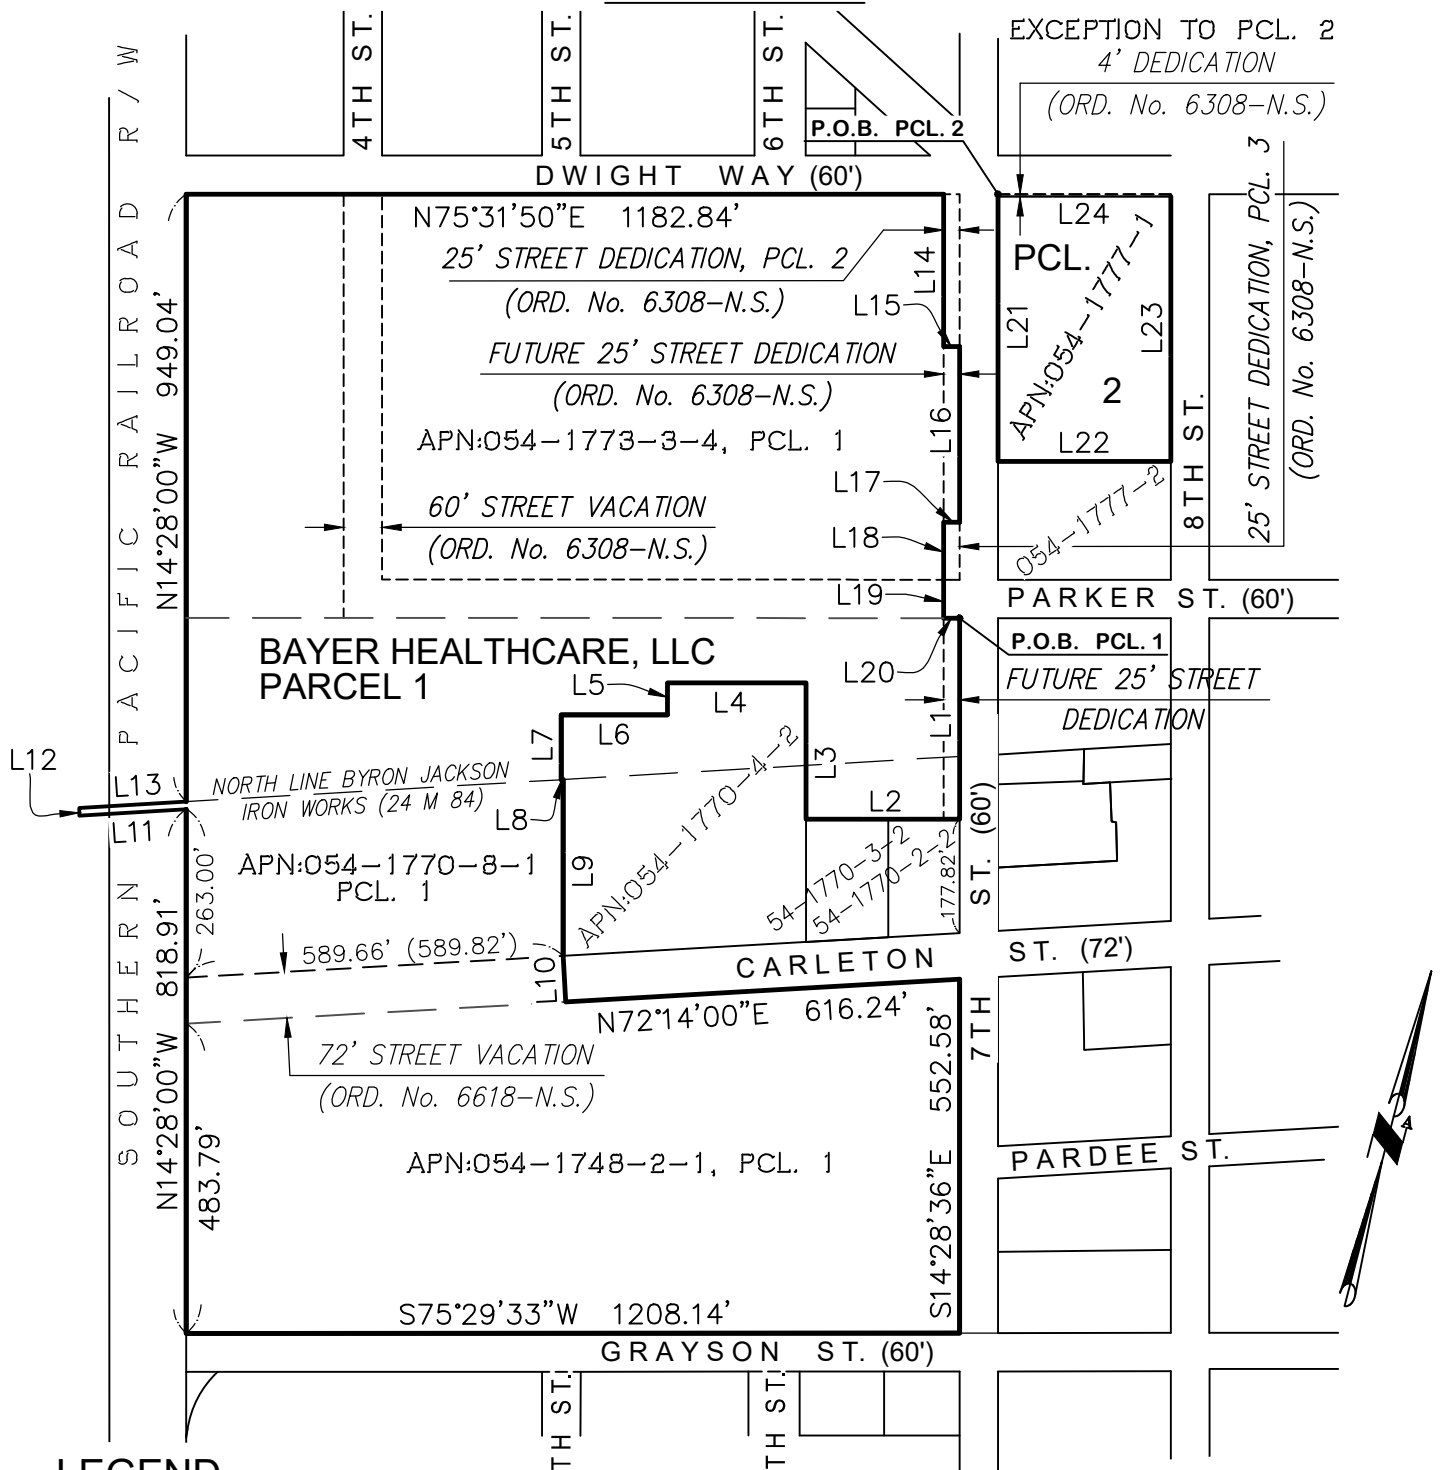 EXCEPTION TO PCL. 2
4' DEDICATION
(ORD. No. 6308-N.S.)
4TH ST.
5TH ST.
6TH ST.
P.O.B. PCL. 2
DWIGHT WAY (60')
N75°31'50"E 1182.84'
25' STREET DEDICATION, PCL. 2
(ORD. No. 6308-N.S.)
L14
L15
L24
PCL.
2
APN:054-1777-1
L21
L23
L22
25' STREET DEDICATION, PCL. 3
(ORD. No. 6308-N.S.)
FUTURE 25' STREET DEDICATION
(ORD. No. 6308-N.S.)
L16
APN:054-1773-3-4, PCL. 1
L17
60' STREET VACATION
(ORD. No. 6308-N.S.)
L18
L19
054-1777-2
8TH ST.
PARKER ST. (60')
SOUTHERN PACIFIC RAILROAD R/W
N14°28'00"W 949.04'
BAYER HEALTHCARE, LLC
PARCEL 1
P.O.B. PCL. 1
L20
FUTURE 25' STREET
DEDICATION
L5
L4
L6
L7
L3
L1
L2
L12
L13
L11
NORTH LINE BYRON JACKSON
IRON WORKS (24 M 84)
L8
L9
APN:054-1770-4-2
54-1770-3-2
54-1770-2-2
177.82'
7TH ST. (60')
APN:054-1770-8-1
PCL. 1
263.00'
N14°28'00"W 818.91'
589.66' (589.82')
L10
CARLETON ST. (72')
N72°14'00"E 616.24'
72' STREET VACATION
(ORD. No. 6618-N.S.)
S14°28'36"E 552.58'
483.79'
APN:054-1748-2-1, PCL. 1
PARDEE ST.
S75°29'33"W 1208.14'
GRAYSON ST. (60')
TH ST.
TH ST.
LEGEND